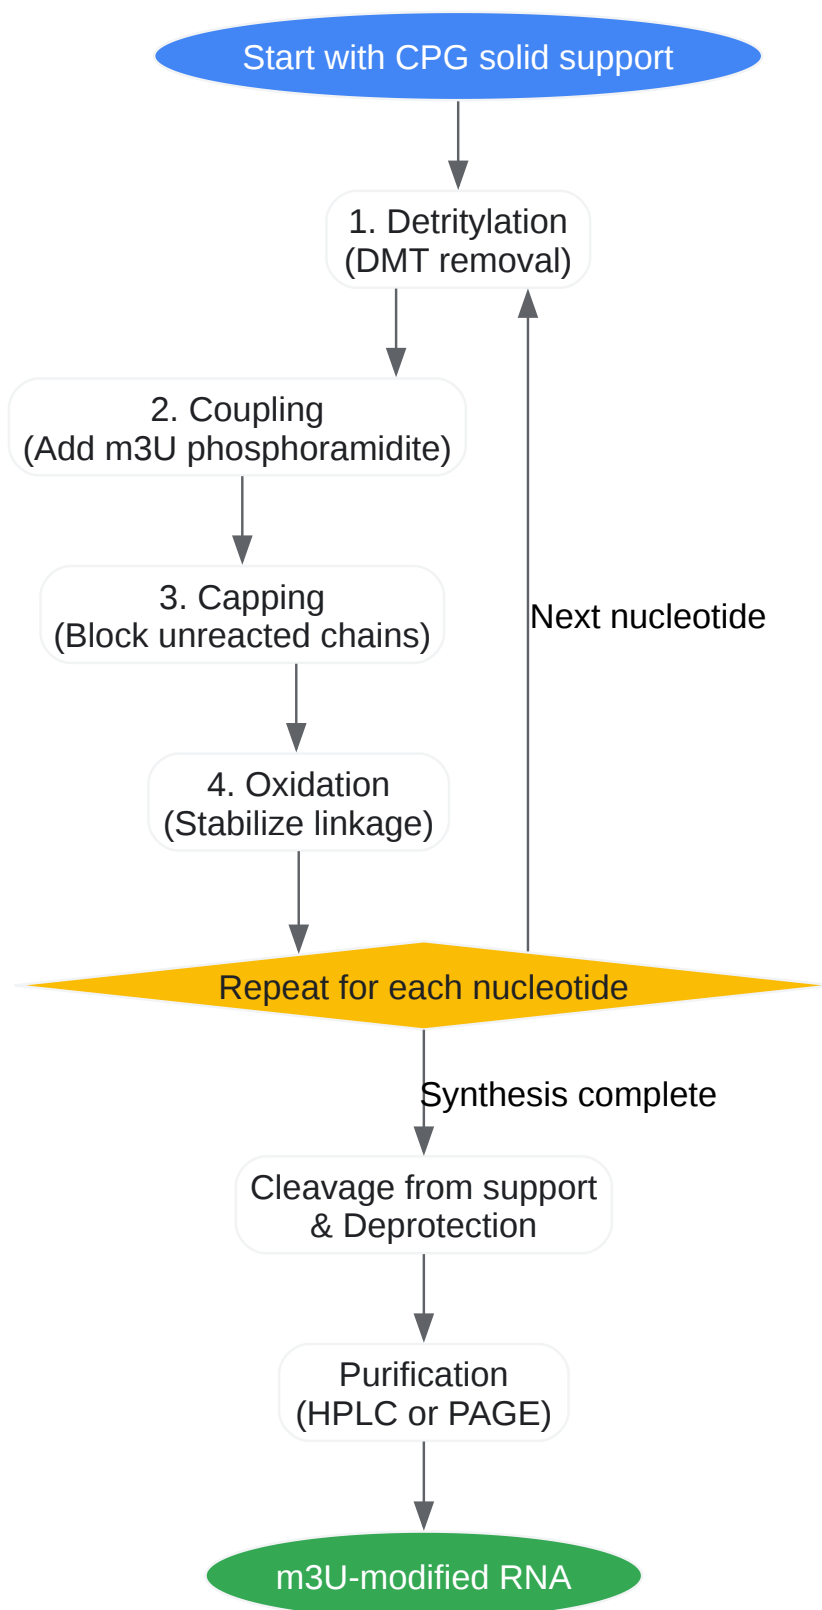 Start with CPG solid support
1. Detritylation
(DMT removal)
2. Coupling
(Add m3U phosphoramidite)
3. Capping
(Block unreacted chains)
Next nucleotide
4. Oxidation
(Stabilize linkage)
Repeat for each nucleotide
Synthesis complete
Cleavage from support
& Deprotection
Purification
(HPLC or PAGE)
m3U-modified RNA